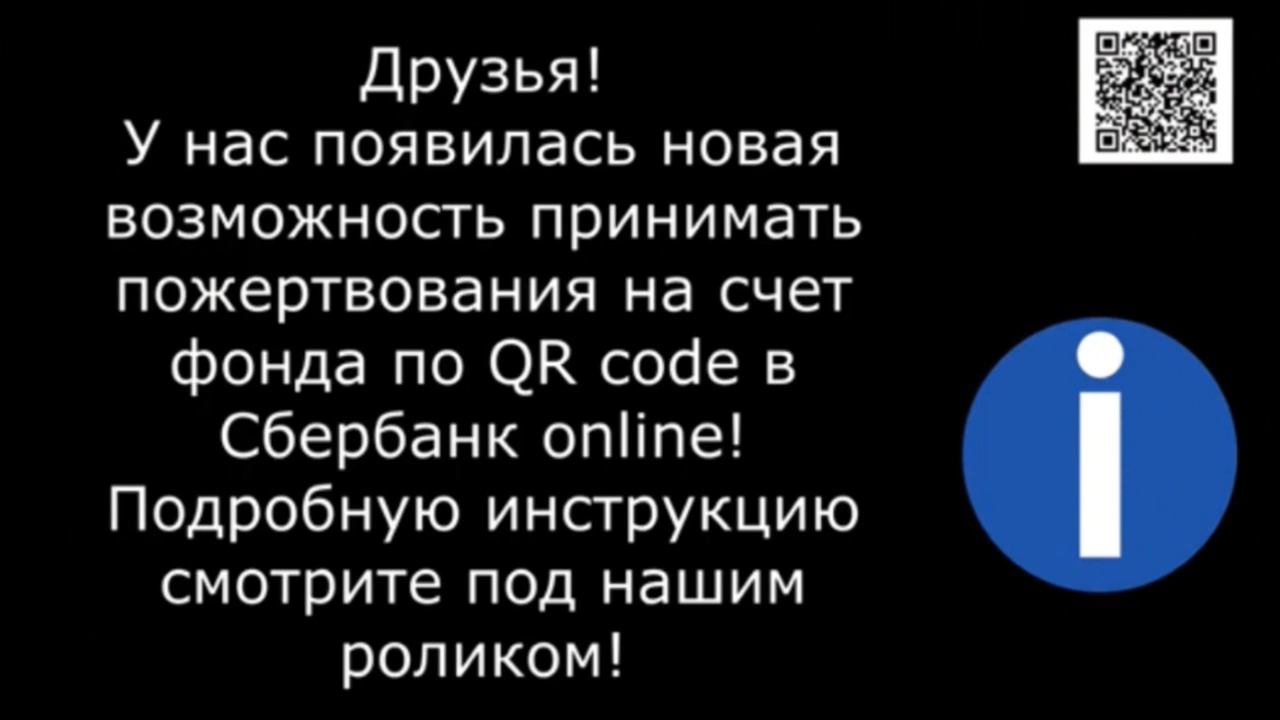 Друзья!
У нас появилась новая
возможность принимать
пожертвования на счет
фонда по QR code в
Сбербанк online!
Подробную инструкцию
смотрите под нашим
роликом!
i